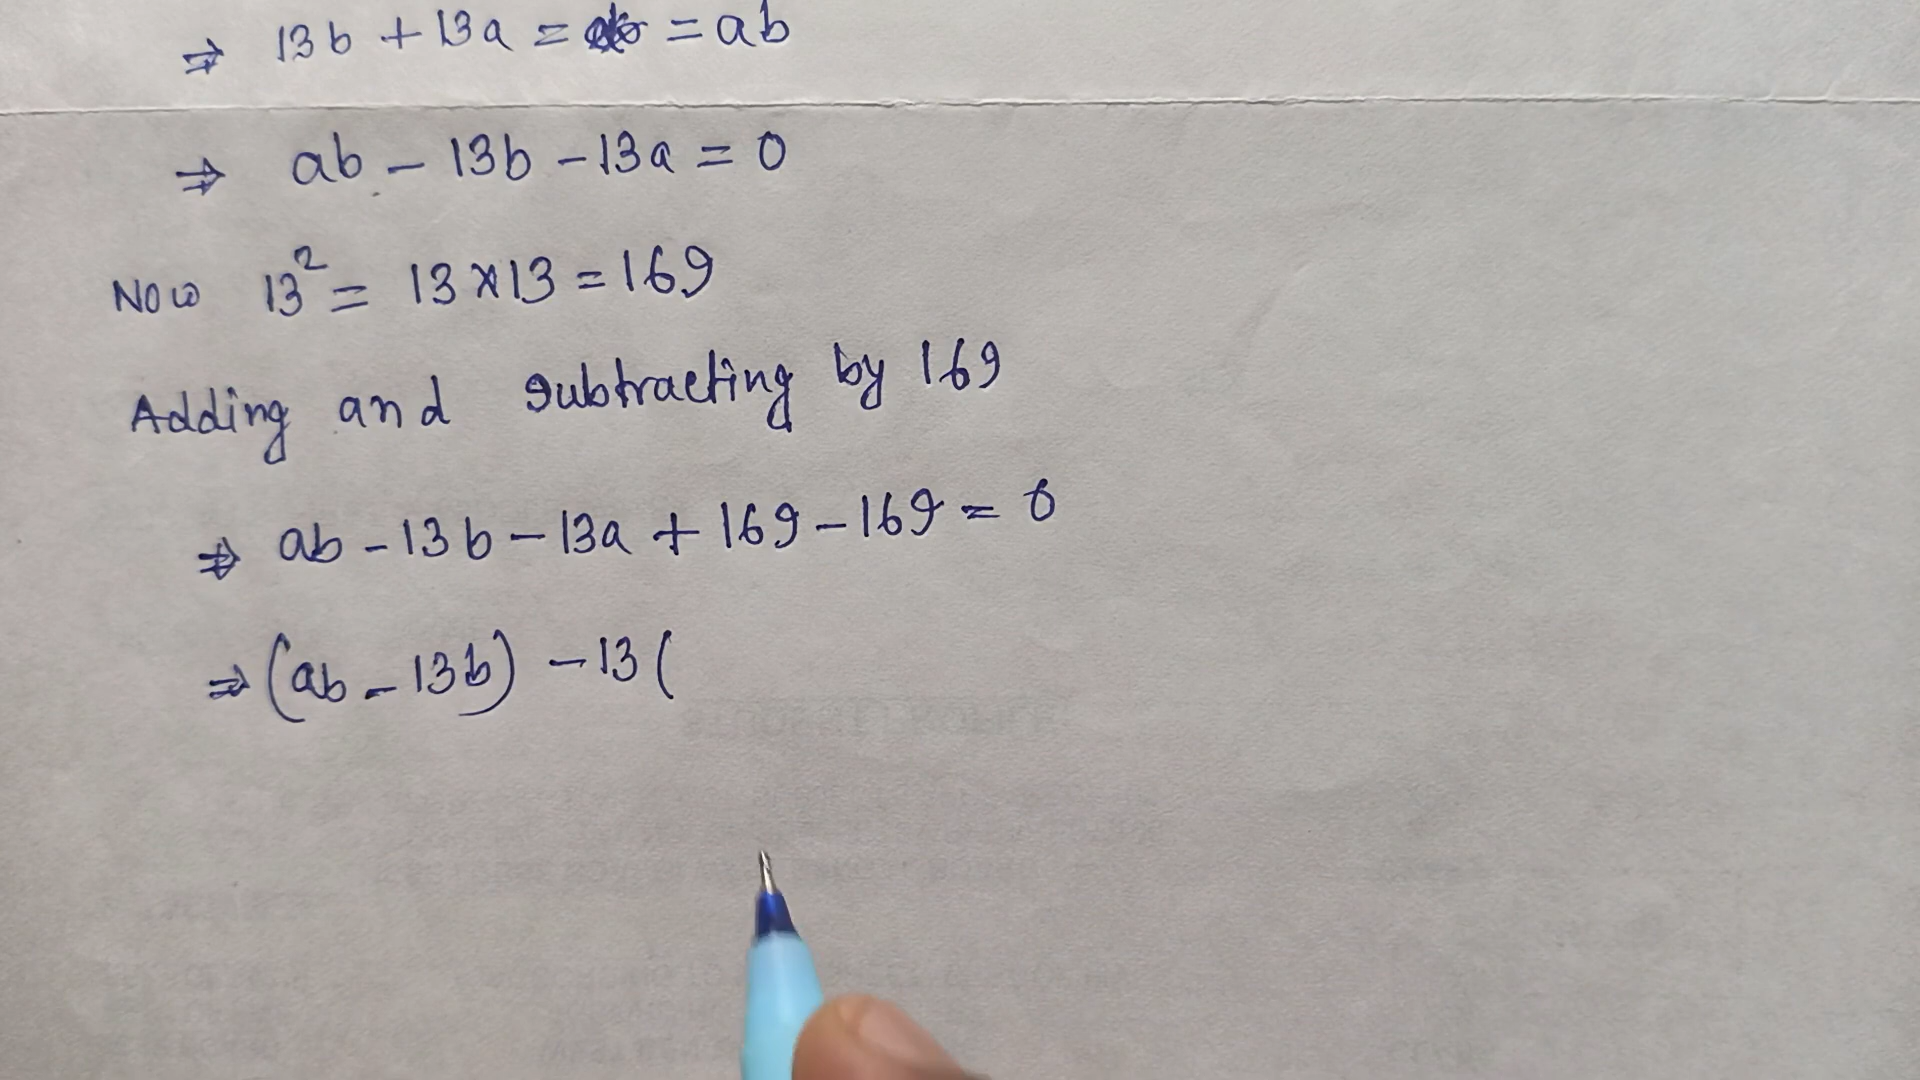 ⇒ 13b + 13a = = ab
⇒ ab - 13b - 13a = 0
Now 13² = 13 × 13 = 169
Adding and subtracting by 169
⇒ ab - 13b - 13a + 169 - 169 = 0
⇒ (ab - 13b) - 13(